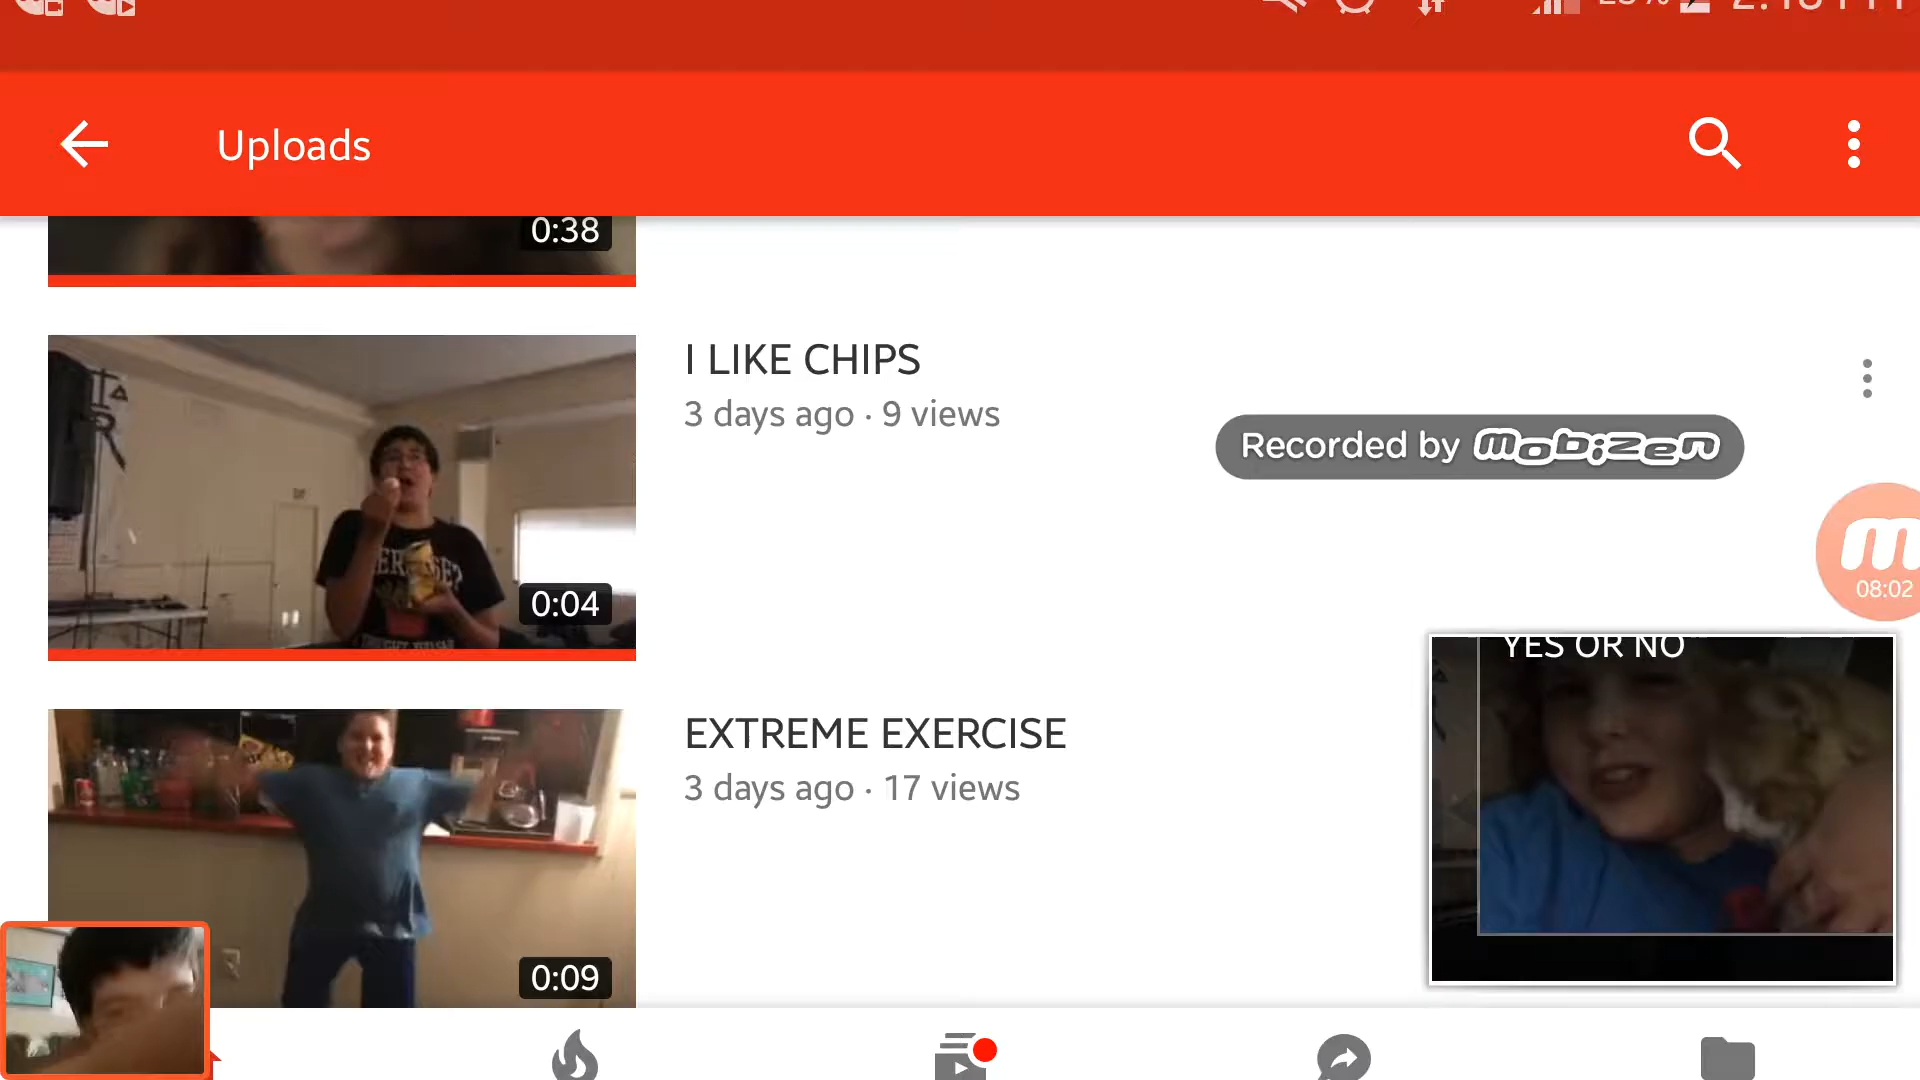 Uploads
0:38
I LIKE CHIPS
3 days ago · 9 views
Recorded by mobizen
0:04
08:02
YES OR NO
EXTREME EXERCISE
3 days ago · 17 views
0:09